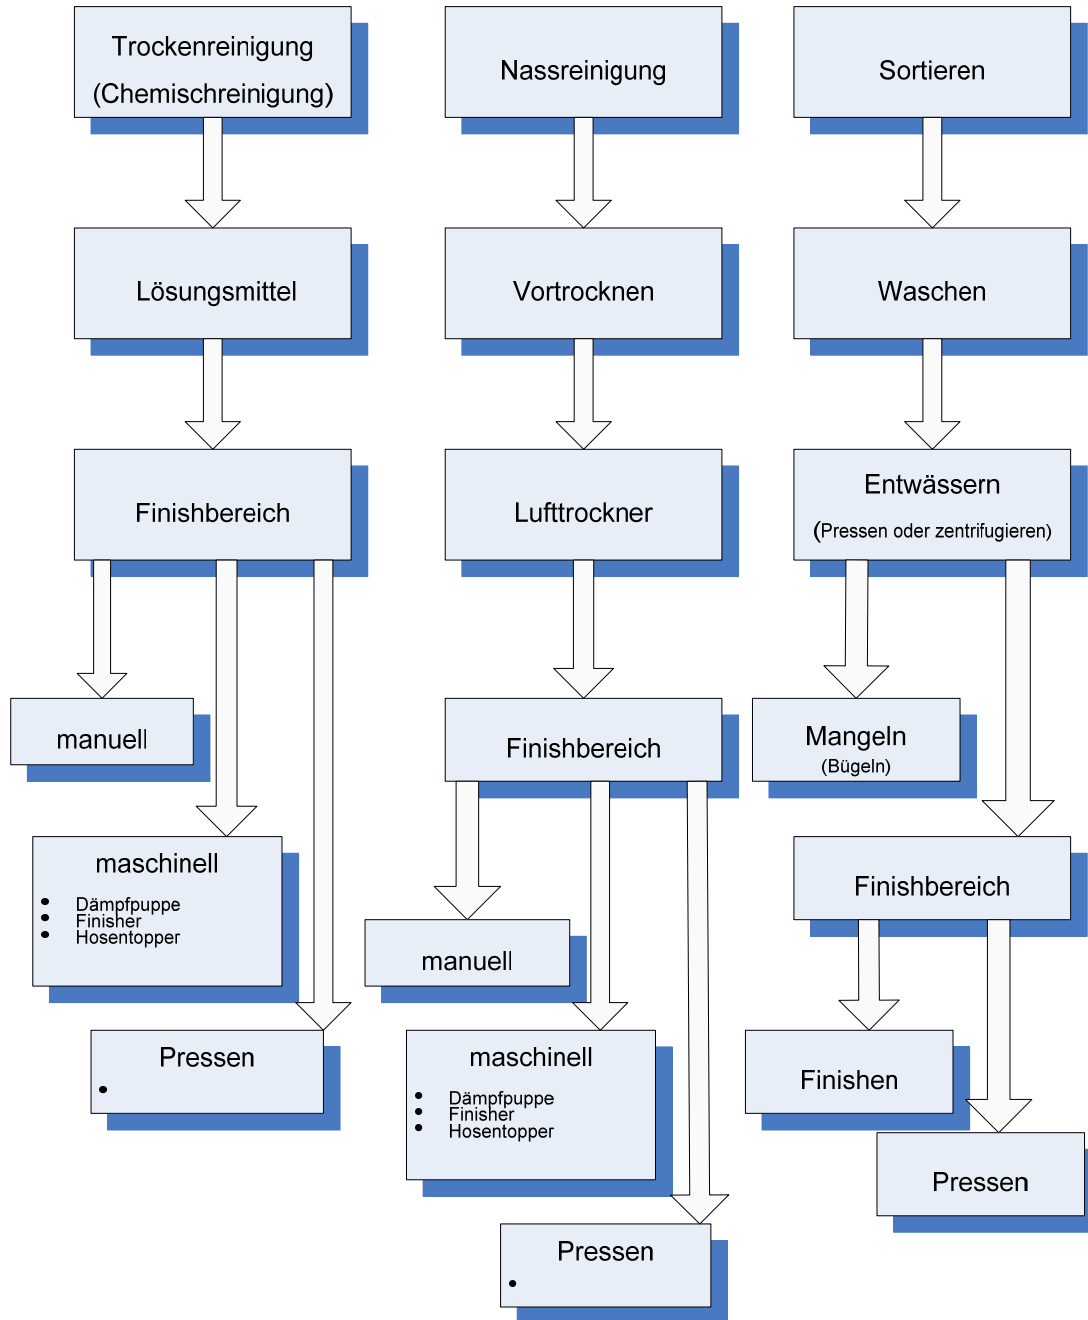 Trockenreinigung
(Chemischreinigung)
Lösungsmittel
Finishbereich
manuell
maschinell
• Dämpfpuppe
• Finisher
• Hosentopper
Pressen
•
Nassreinigung
Vortrocknen
Lufttrockner
Finishbereich
manuell
maschinell
• Dämpfpuppe
• Finisher
• Hosentopper
Pressen
•
Sortieren
Waschen
Entwässern
(Pressen oder zentrifugieren)
Mangeln
(Bügeln)
Finishbereich
Finishen
Pressen